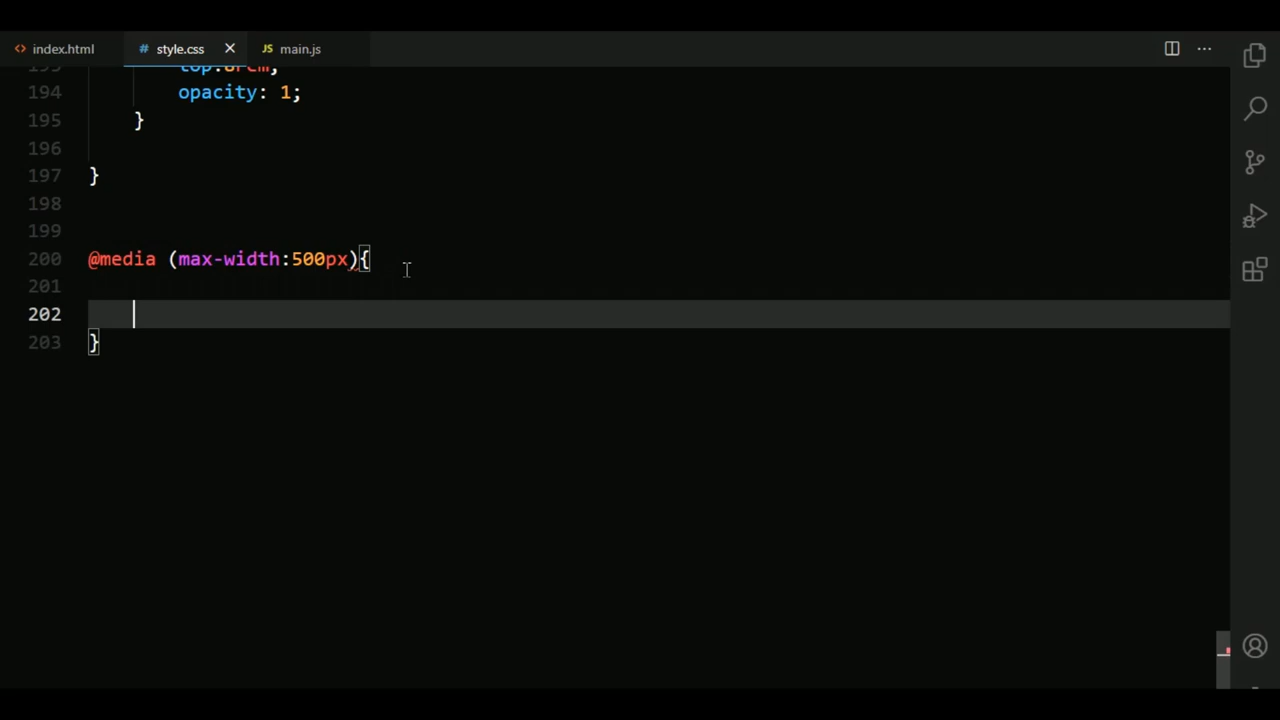 index.html style.css main.js
194 opacity: 1;
195 }
196
197 }
198
199
200 @media (max-width:500px){
201
202
203 }